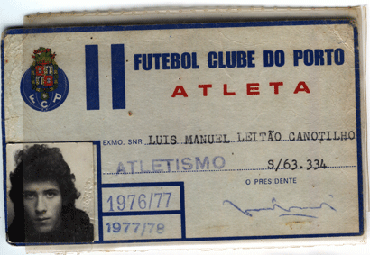 FUTEBOL CLUBE DO PORTO
ATLETA
F C P
EXMO. SNR. LUIS MANUEL LEITÃO CANOTILHO
ATLETISMO S/63.334
1976/77
1977/78
O PRESIDENTE